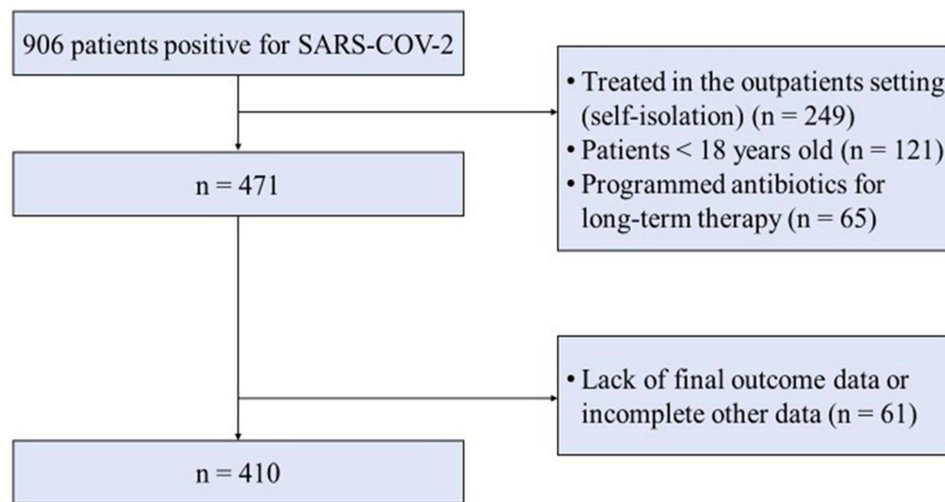 906 patients positive for SARS-COV-2
• Treated in the outpatients setting
(self-isolation) (n = 249)
• Patients < 18 years old (n = 121)
• Programmed antibiotics for
long-term therapy (n = 65)
n = 471
• Lack of final outcome data or
incomplete other data (n = 61)
n = 410